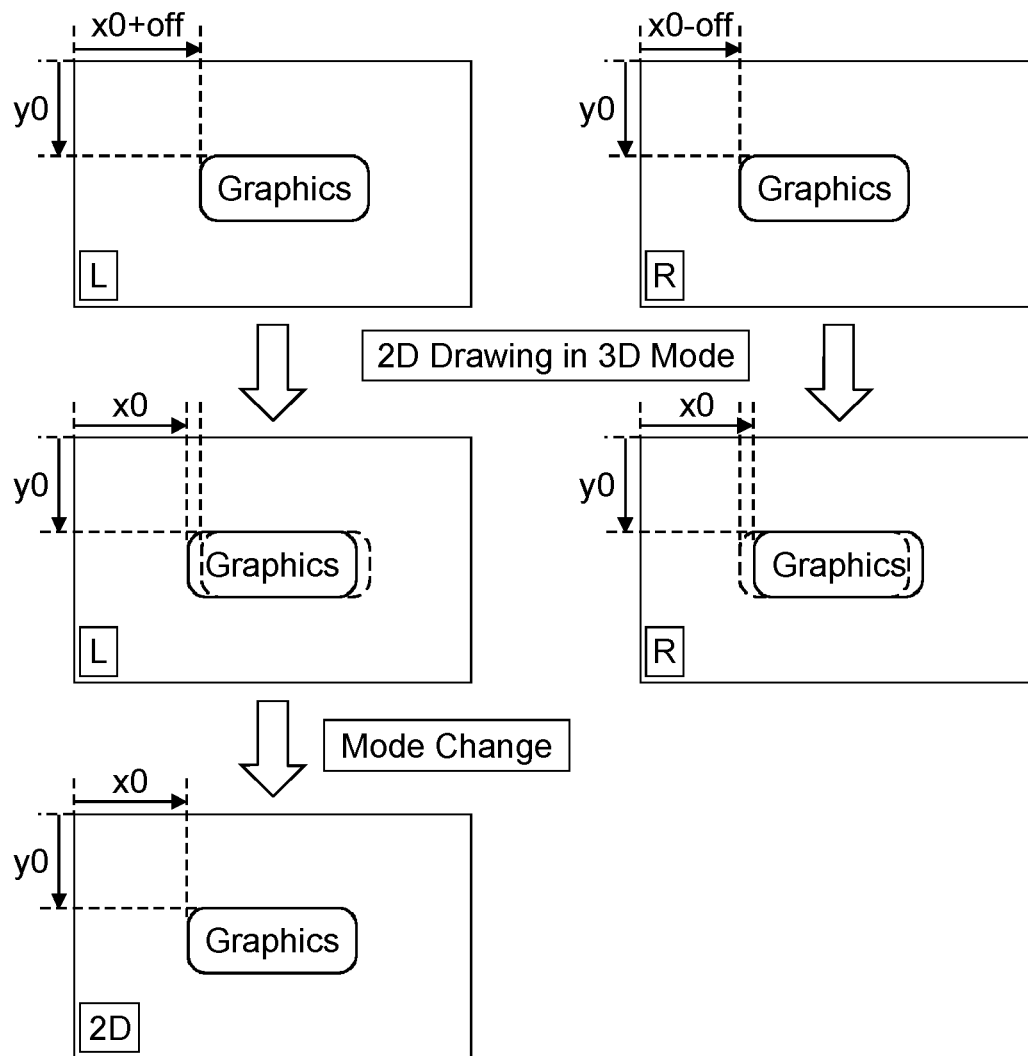 x0+off
x0-off
y0
y0
Graphics
Graphics
L
R
2D Drawing in 3D Mode
x0
x0
y0
y0
Graphics
Graphics
L
R
Mode Change
x0
y0
Graphics
2D